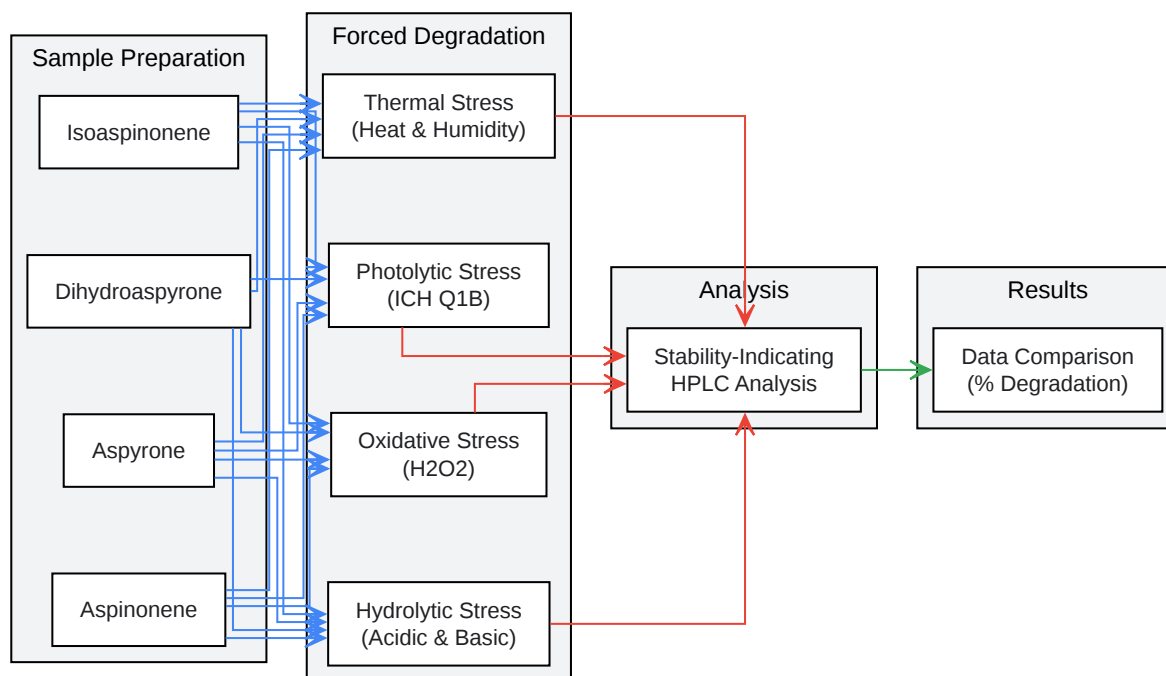 Sample Preparation
Isoaspinonene
Dihydroaspyrone
Aspyrone
Aspinonene
Forced Degradation
Thermal Stress
(Heat & Humidity)
Photolytic Stress
(ICH Q1B)
Oxidative Stress
(H2O2)
Hydrolytic Stress
(Acidic & Basic)
Analysis
Stability-Indicating
HPLC Analysis
Results
Data Comparison
(% Degradation)